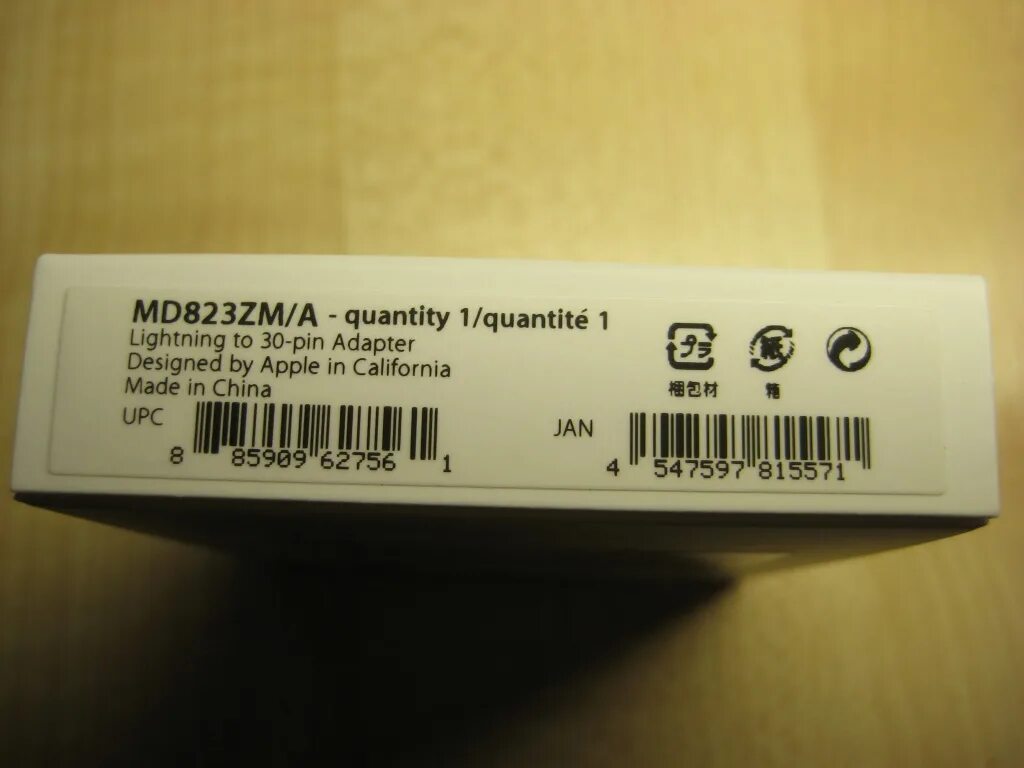 MD823ZM/A - quantity 1/quantité 1
Lightning to 30-pin Adapter
Designed by Apple in California
Made in China
プラ
紙
梱包材
箱
UPC
8 85909 62756 1
JAN
4 547597 815571